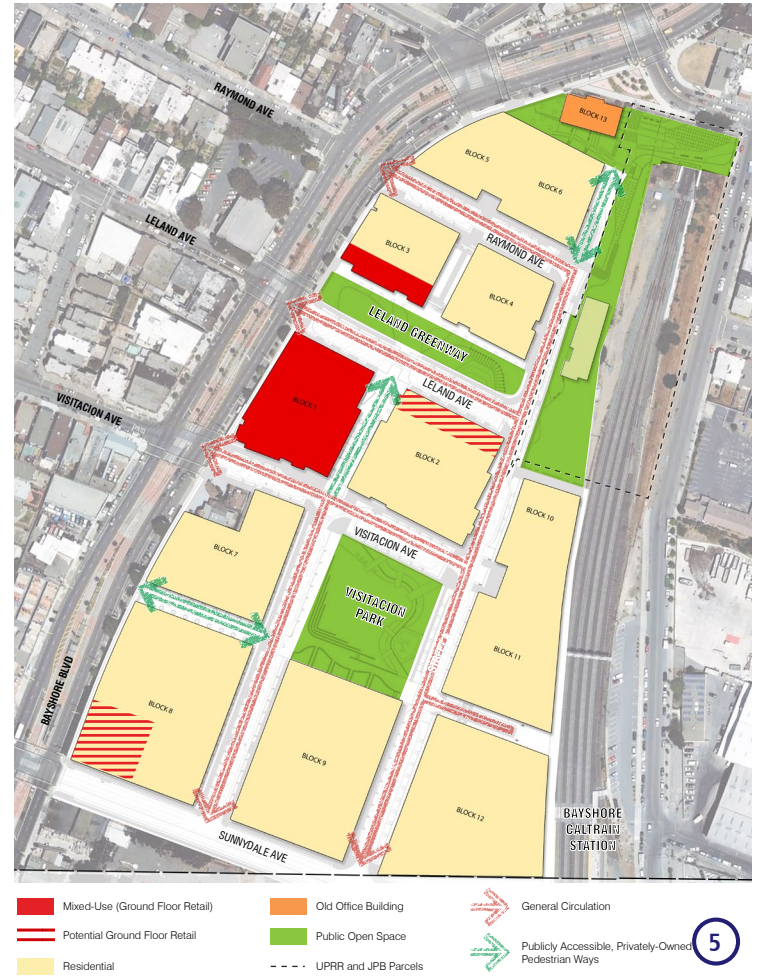 RAYMOND AVE
BLOCK 13
BLOCK 5
BLOCK 6
LELAND AVE
BLOCK 3
RAYMOND AVE
BLOCK 4
LELAND GREENWAY
BLOCK 1
LELAND AVE
VISITACION AVE
BLOCK 2
BLOCK 10
BLOCK 7
VISITACION AVE
VISITACION
PARK
STREET
BLOCK 11
BAYSHORE BLVD
BLOCK 8
BLOCK 9
BLOCK 12
BAYSHORE
CALTRAIN
STATION
SUNNYDALE AVE
Mixed-Use (Ground Floor Retail)
Old Office Building
General Circulation
Potential Ground Floor Retail
Public Open Space
Publicly Accessible, Privately-Owned
Pedestrian Ways
Residential
UPRR and JPB Parcels
5